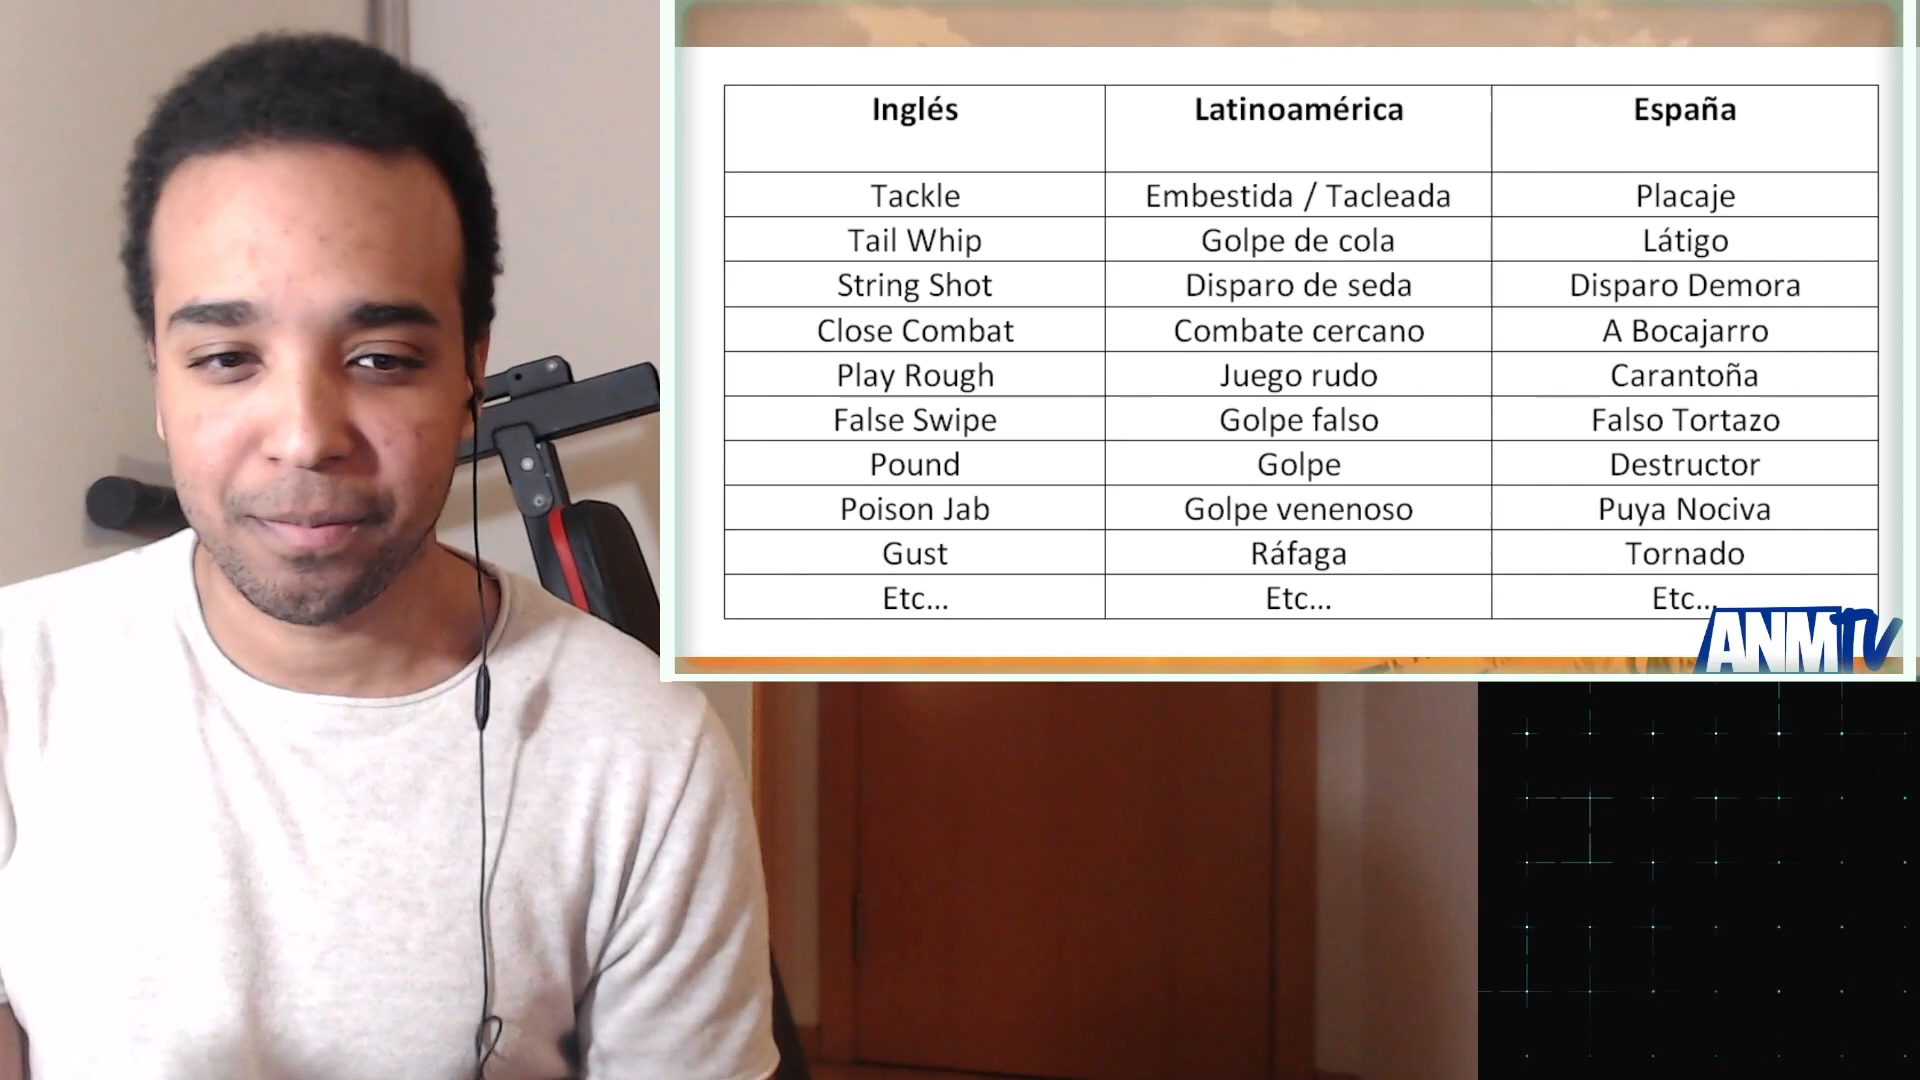 Inglés Latinoamérica España
Tackle Embestida / Tacleada Placaje
Tail Whip Golpe de cola Látigo
String Shot Disparo de seda Disparo Demora
Close Combat Combate cercano A Bocajarro
Play Rough Juego rudo Carantoña
False Swipe Golpe falso Falso Tortazo
Pound Golpe Destructor
Poison Jab Golpe venenoso Puya Nociva
Gust Ráfaga Tornado
Etc... Etc... Etc...
ANMTV